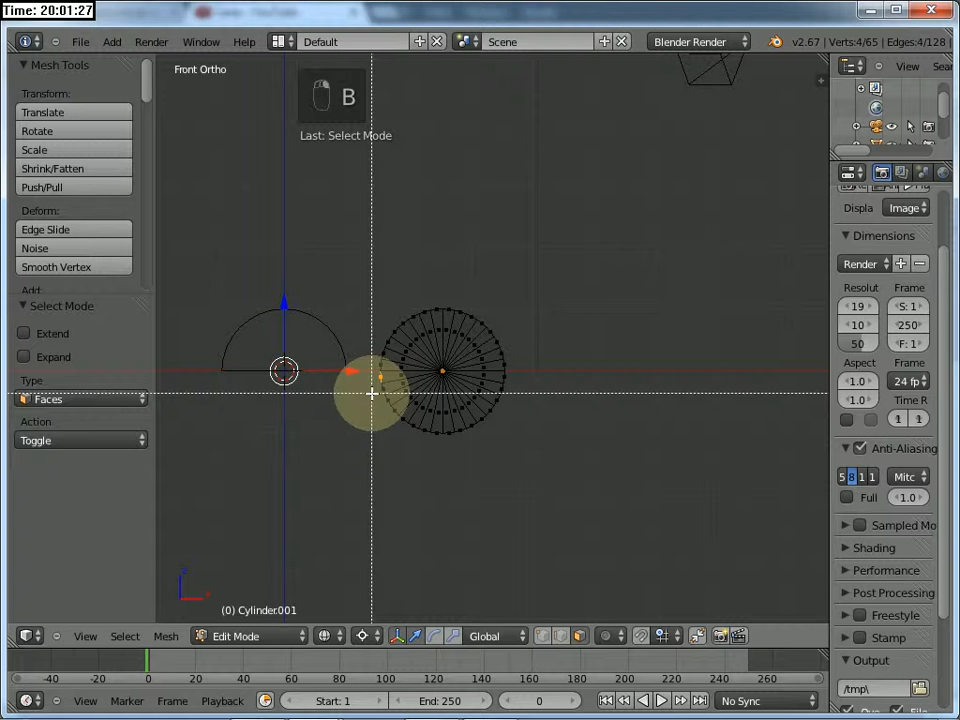 Time: 20:01:27
File Add Render Window Help Default Scene Blender Render v2.67 | Verts:4/65 | Edges:4/128
Mesh Tools
Transform:
Translate
Rotate
Scale
Shrink/Fatten
Push/Pull
Deform:
Edge Slide
Noise
Smooth Vertex
Add:
Select Mode
Extend
Expand
Type
Faces
Action
Toggle
Front Ortho
B
Last: Select Mode
z
(0) Cylinder.001
View Select Mesh Edit Mode Global
-40 -20 0 20 40 60 80 100 120 140 160 180 200 220 240 260
View Marker Frame Playback Start: 1 End: 250 0 No Sync
View
Displa Image
Dimensions
Render
Resolut Frame
19 S: 1
10 250
50 F: 1
Aspect Frame
1.0 24 fp
1.0 Time R
1 1
Anti-Aliasing
5 8 1 1 Mitc
Full 1.0
Sampled Mo
Shading
Performance
Post Processing
Freestyle
Stamp
Output
/tmp\